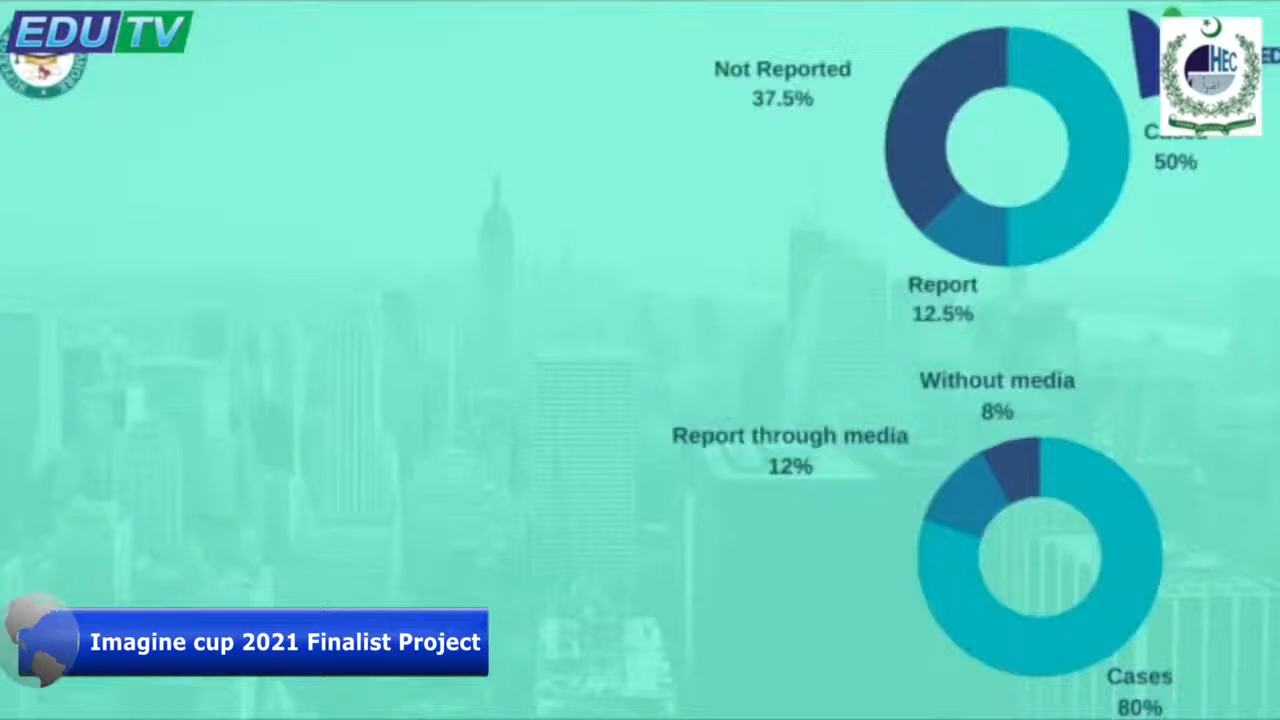 EDU TV
HEC
Not Reported
37.5%
Cases
50%
Report
12.5%
Without media
8%
Report through media
12%
Cases
80%
Imagine cup 2021 Finalist Project